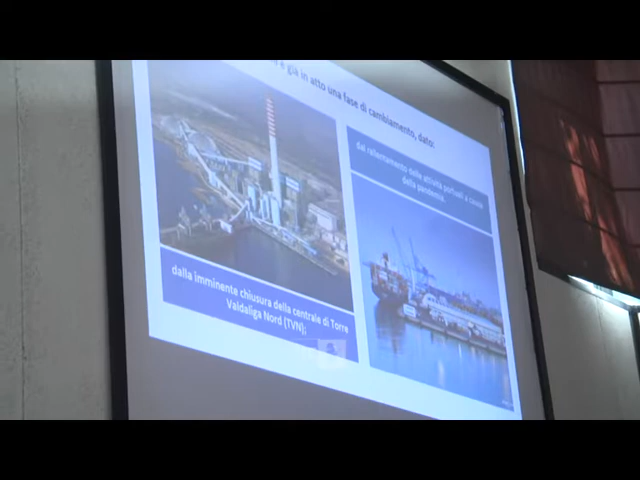 è già in atto una fase di cambiamento, dato:
dal rallentamento delle attività portuali a causa
della pandemia.
dalla imminente chiusura della centrale di Torre
Valdaliga Nord (TVN);